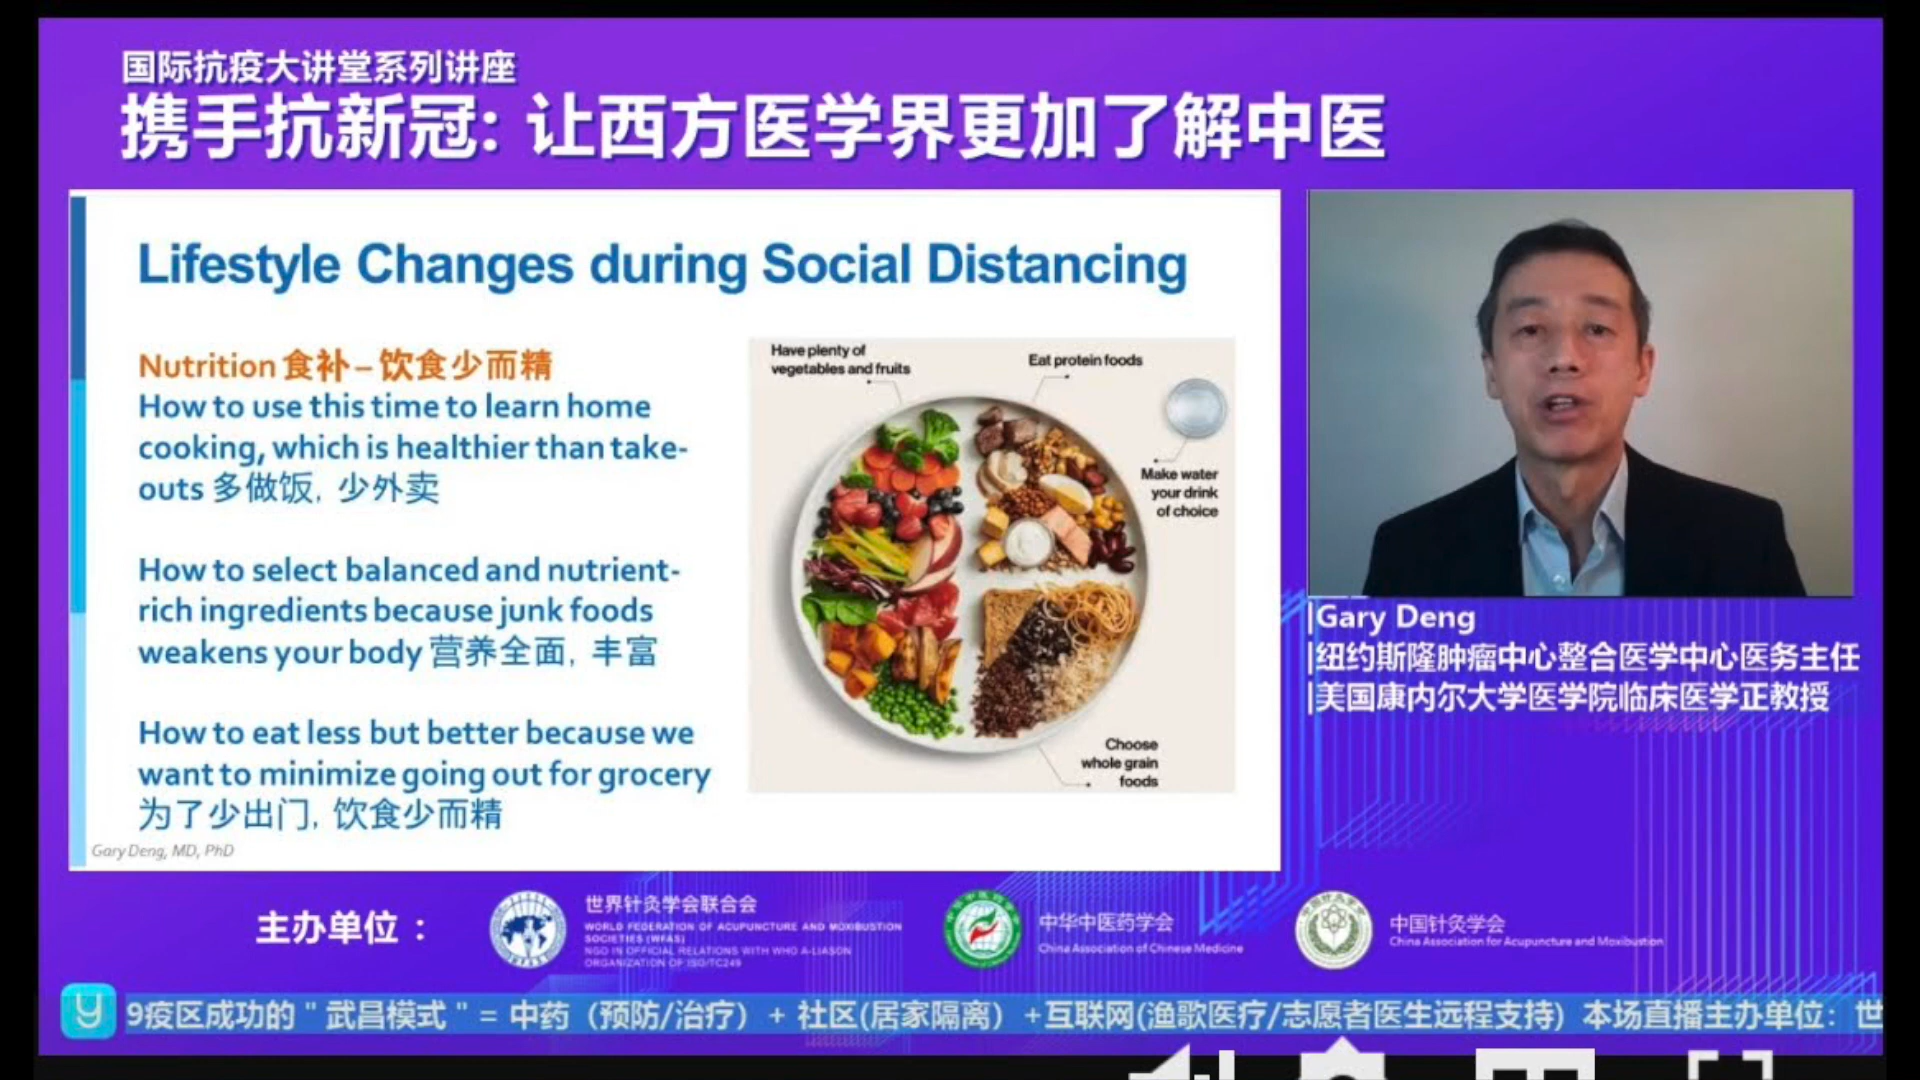 国际抗疫大讲堂系列讲座
携手抗新冠: 让西方医学界更加了解中医
Lifestyle Changes during Social Distancing
Nutrition 食补 – 饮食少而精
How to use this time to learn home
cooking, which is healthier than take-
outs 多做饭, 少外卖
How to select balanced and nutrient-
rich ingredients because junk foods
weakens your body 营养全面, 丰富
How to eat less but better because we
want to minimize going out for grocery
为了少出门, 饮食少而精
Gary Deng, MD, PhD
Have plenty of
vegetables and fruits
Eat protein foods
Make water
your drink
of choice
Choose
whole grain
foods
|Gary Deng
|纽约斯隆肿瘤中心整合医学中心医务主任
|美国康内尔大学医学院临床医学正教授
主办单位 :
世界针灸学会联合会
WORLD FEDERATION OF ACUPUNCTURE AND MOXIBUSTION
SOCIETIES (WFAS)
NGO IN OFFICIAL RELATIONS WITH WHO A-LIASON
ORGANIZATION OF ISO/TC249
中华中医药学会
China Association of Chinese Medicine
中国针灸学会
China Association for Acupuncture and Moxibustion
9疫区成功的 " 武昌模式 " = 中药 (预防/治疗) + 社区(居家隔离) +互联网(渔歌医疗/志愿者医生远程支持) 本场直播主办单位: 世